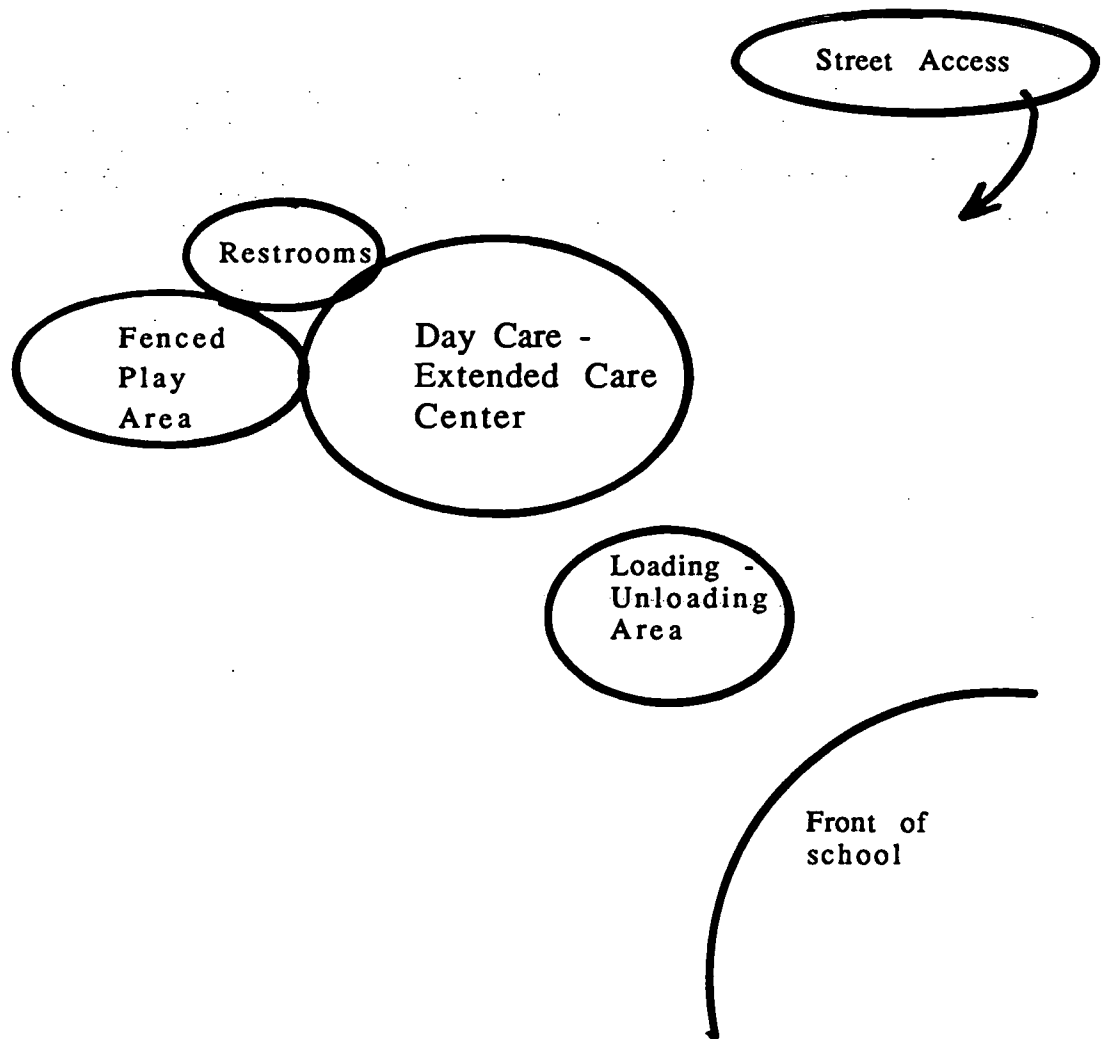 Street Access
Restrooms
Fenced
Play
Area
Day Care -
Extended Care
Center
Loading -
Unloading
Area
Front of
school